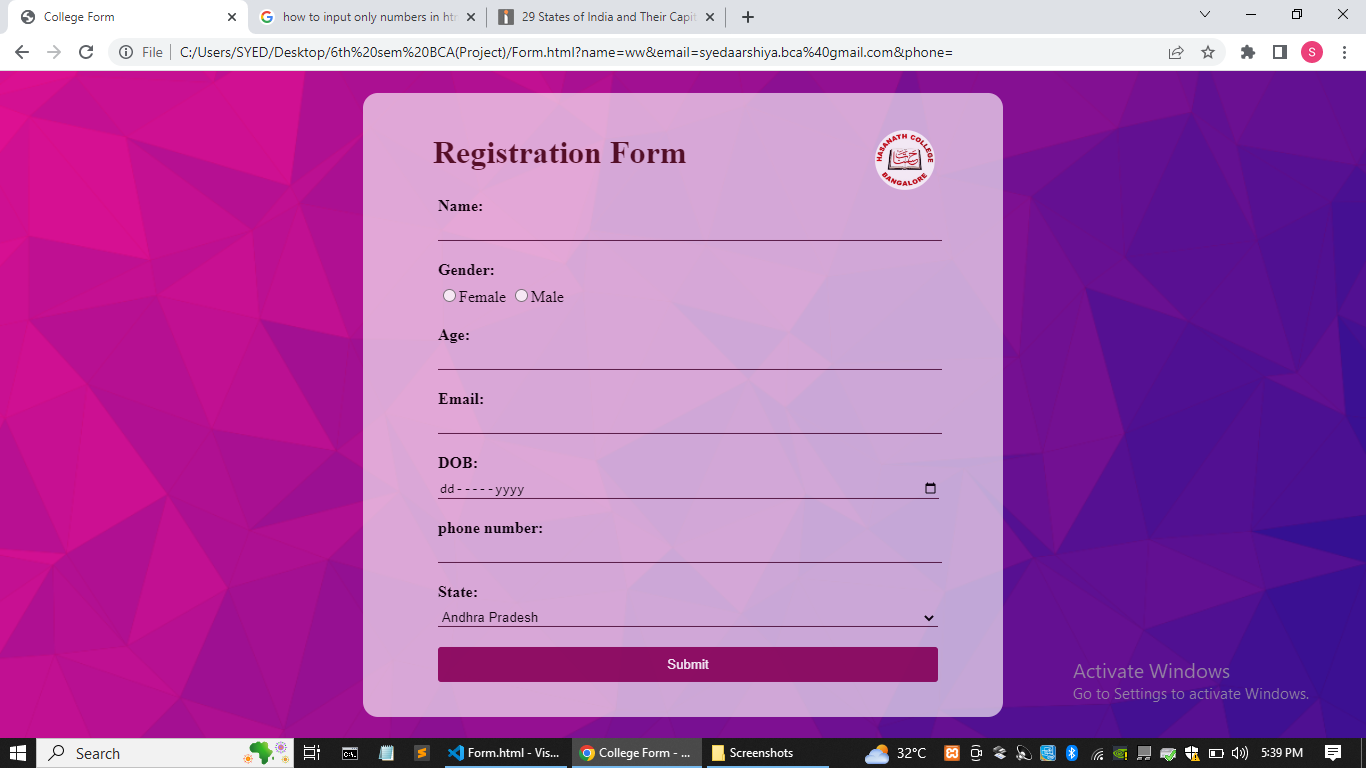 College Form
how to input only numbers in htm
29 States of India and Their Capit
File
C:/Users/SYED/Desktop/6th%20sem%20BCA(Project)/Form.html?name=ww&email=syedaarshiya.bca%40gmail.com&phone=
S
Registration Form
HASANATH COLLEGE
BANGALORE
Name:
Gender:
Female Male
Age:
Email:
DOB:
dd-----yyyy
phone number:
State:
Andhra Pradesh
Submit
Activate Windows
Go to Settings to activate Windows.
Search
Form.html - Vis...
College Form - ...
Screenshots
32°C
5:39 PM